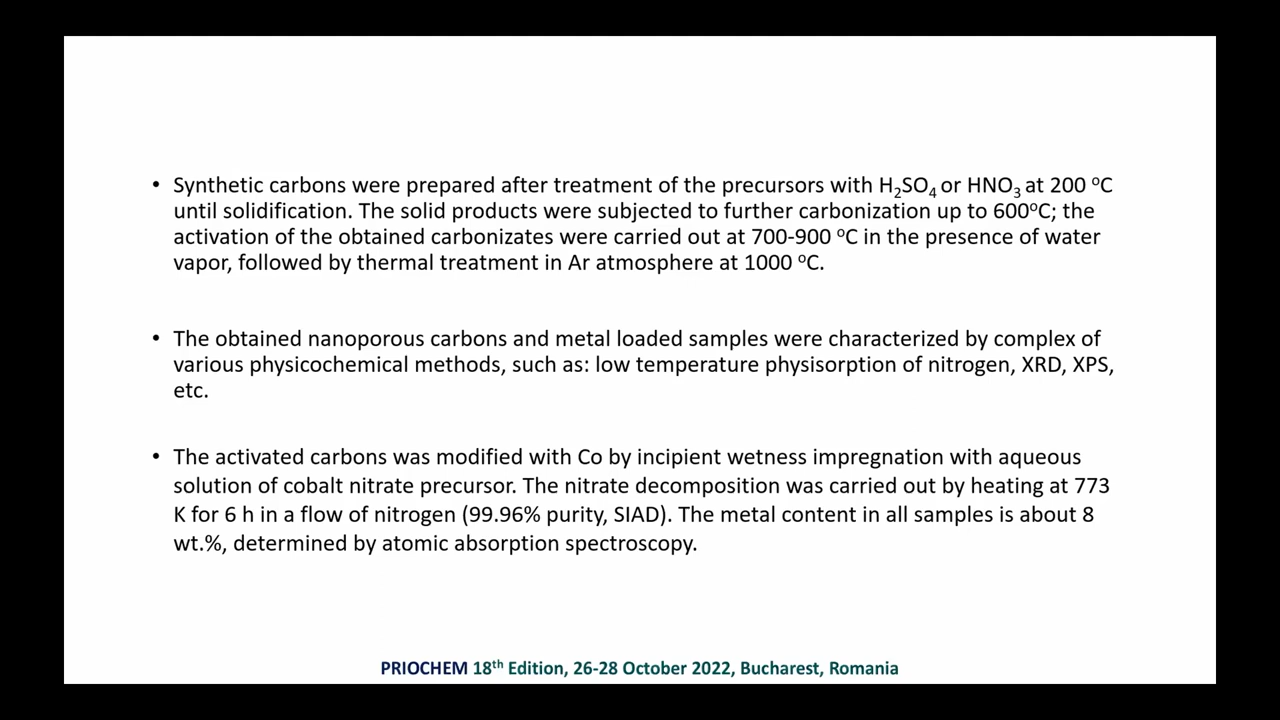 • Synthetic carbons were prepared after treatment of the precursors with H₂SO₄ or HNO₃ at 200 ᵒC
until solidification. The solid products were subjected to further carbonization up to 600ᵒC; the
activation of the obtained carbonizates were carried out at 700-900 ᵒC in the presence of water
vapor, followed by thermal treatment in Ar atmosphere at 1000 ᵒC.
• The obtained nanoporous carbons and metal loaded samples were characterized by complex of
various physicochemical methods, such as: low temperature physisorption of nitrogen, XRD, XPS,
etc.
• The activated carbons was modified with Co by incipient wetness impregnation with aqueous
solution of cobalt nitrate precursor. The nitrate decomposition was carried out by heating at 773
K for 6 h in a flow of nitrogen (99.96% purity, SIAD). The metal content in all samples is about 8
wt.%, determined by atomic absorption spectroscopy.
PRIOCHEM 18ᵗʰ Edition, 26-28 October 2022, Bucharest, Romania